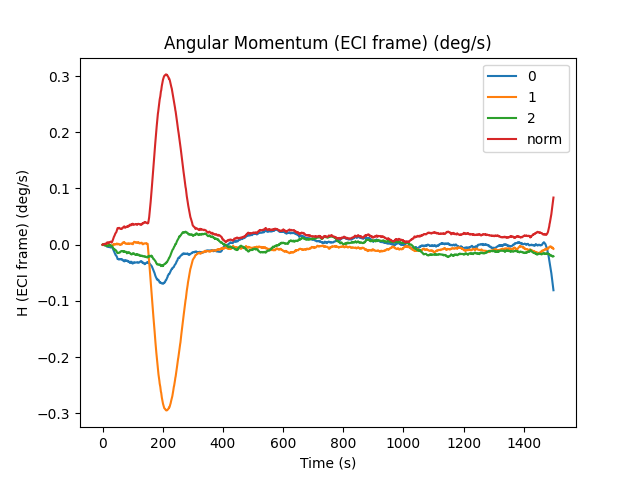 Angular Momentum (ECI frame) (deg/s)
H (ECI frame) (deg/s)
0.3
0.2
0.1
0.0
−0.1
−0.2
−0.3
0
1
2
norm
0 200 400 600 800 1000 1200 1400
Time (s)